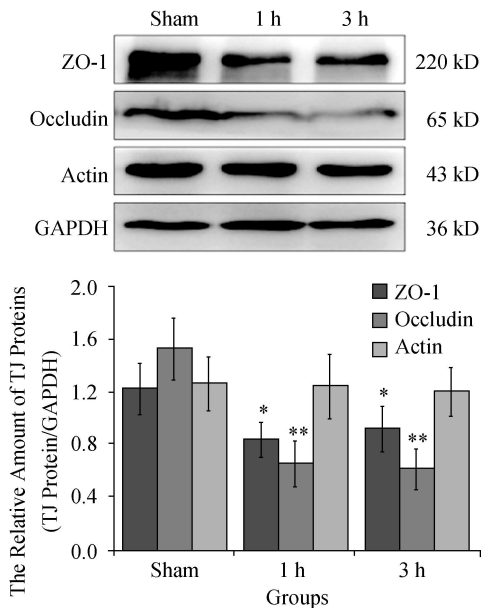 Sham 1 h 3 h
ZO-1 220 kD
Occludin 65 kD
Actin 43 kD
GAPDH 36 kD
The Relative Amount of TJ Proteins
(TJ Protein/GAPDH)
2.0
1.6
1.2
0.8
0.4
0.0
ZO-1
Occludin
Actin
* ** * **
Sham 1 h 3 h
Groups